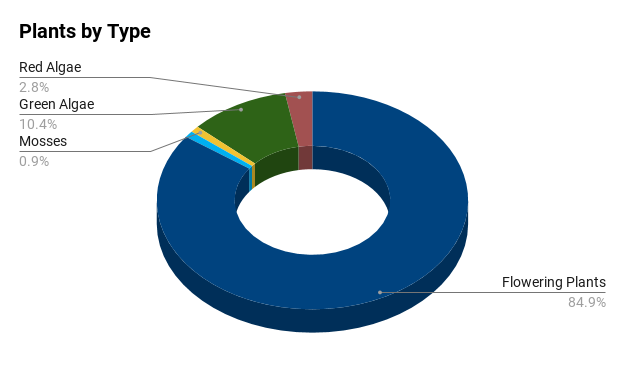 Plants by Type
Red Algae
2.8%
Green Algae
10.4%
Mosses
0.9%
Flowering Plants
84.9%